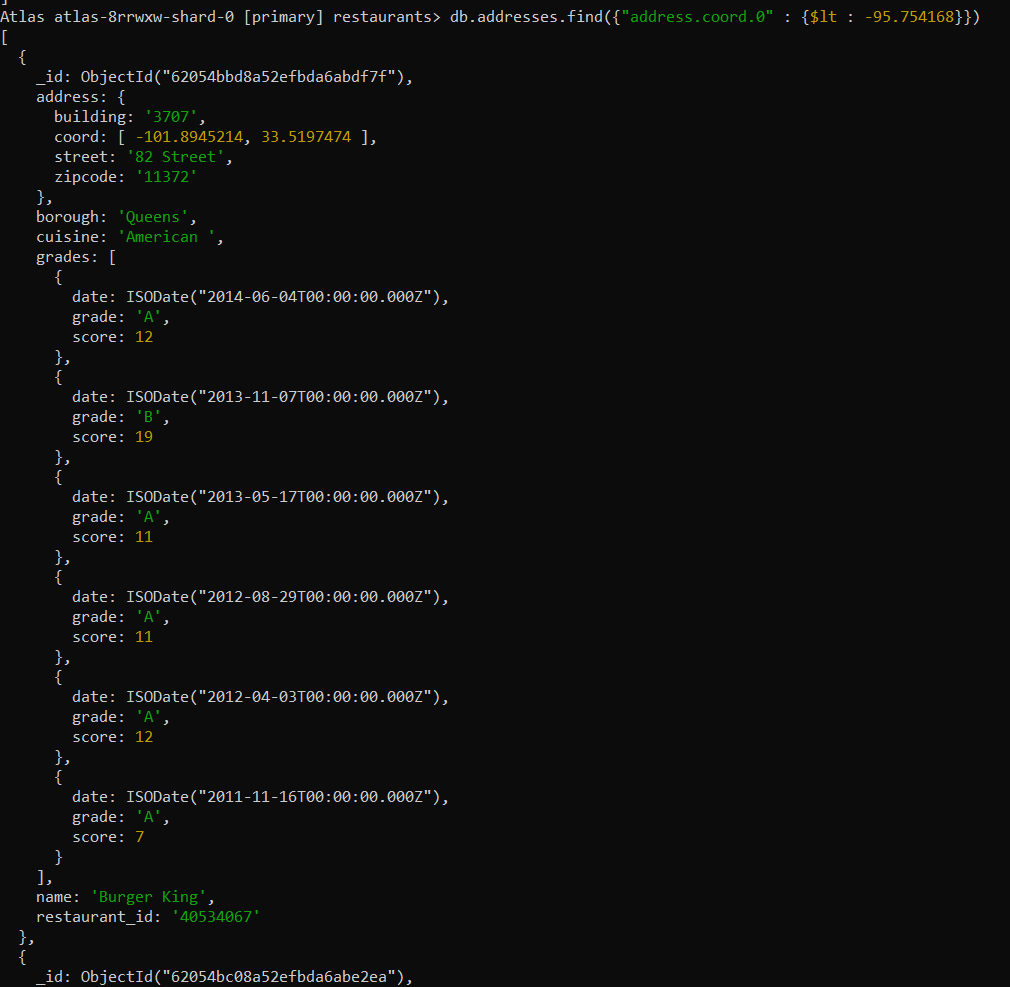 ]
Atlas atlas-8rrwxw-shard-0 [primary] restaurants> db.addresses.find({"address.coord.0" : {$lt : -95.754168}})
[
  {
    _id: ObjectId("62054bbd8a52efbda6abdf7f"),
    address: {
      building: '3707',
      coord: [ -101.8945214, 33.5197474 ],
      street: '82 Street',
      zipcode: '11372'
    },
    borough: 'Queens',
    cuisine: 'American ',
    grades: [
      {
        date: ISODate("2014-06-04T00:00:00.000Z"),
        grade: 'A',
        score: 12
      },
      {
        date: ISODate("2013-11-07T00:00:00.000Z"),
        grade: 'B',
        score: 19
      },
      {
        date: ISODate("2013-05-17T00:00:00.000Z"),
        grade: 'A',
        score: 11
      },
      {
        date: ISODate("2012-08-29T00:00:00.000Z"),
        grade: 'A',
        score: 11
      },
      {
        date: ISODate("2012-04-03T00:00:00.000Z"),
        grade: 'A',
        score: 12
      },
      {
        date: ISODate("2011-11-16T00:00:00.000Z"),
        grade: 'A',
        score: 7
      }
    ],
    name: 'Burger King',
    restaurant_id: '40534067'
  },
  {
    _id: ObjectId("62054bc08a52efbda6abe2ea"),